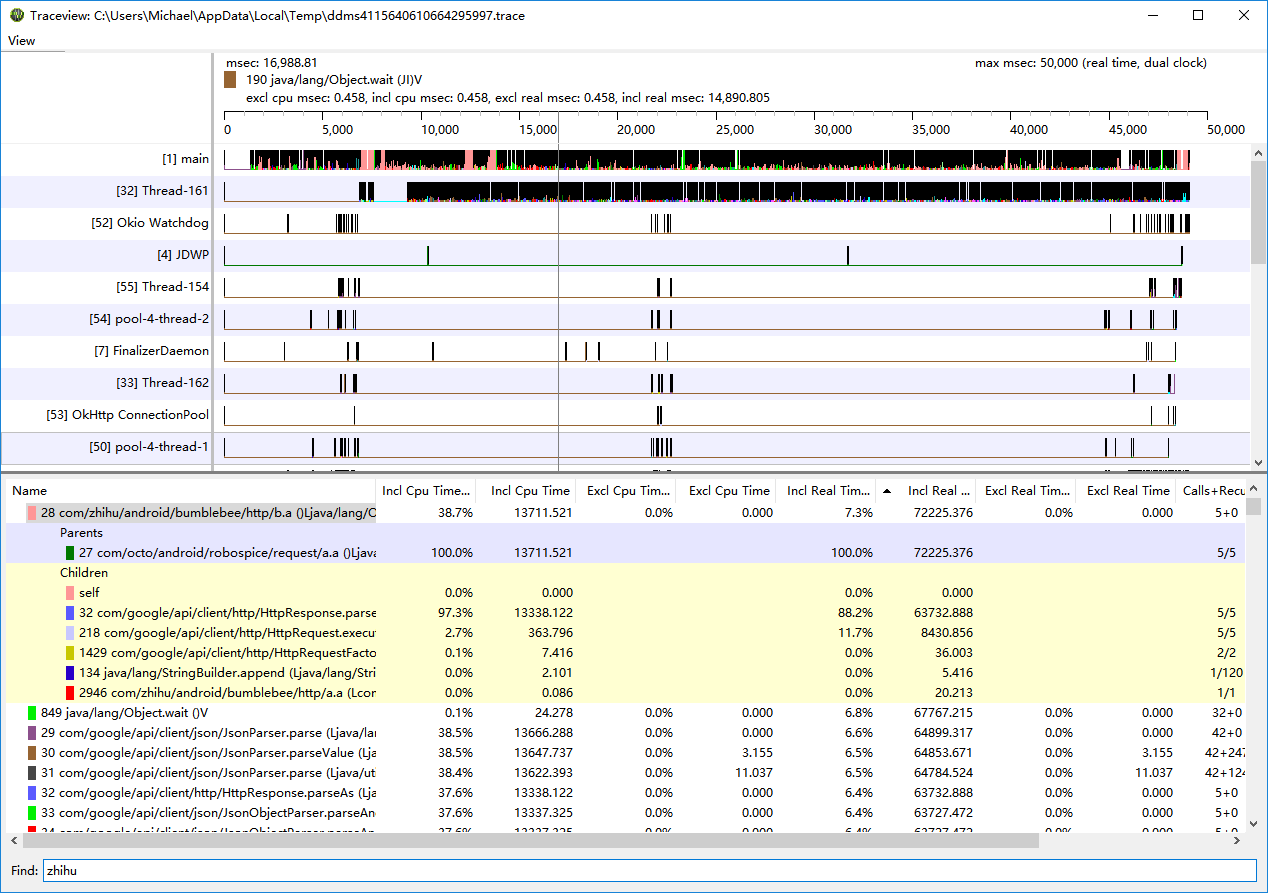 Traceview: C:\Users\Michael\AppData\Local\Temp\ddms4115640610664295997.trace
View
msec: 16,988.81 max msec: 50,000 (real time, dual clock)
190 java/lang/Object.wait (JI)V
excl cpu msec: 0.458, incl cpu msec: 0.458, excl real msec: 0.458, incl real msec: 14,890.805
0 5,000 10,000 15,000 20,000 25,000 30,000 35,000 40,000 45,000 50,000
[1] main
[32] Thread-161
[52] Okio Watchdog
[4] JDWP
[55] Thread-154
[54] pool-4-thread-2
[7] FinalizerDaemon
[33] Thread-162
[53] OkHttp ConnectionPool
[50] pool-4-thread-1
Name Incl Cpu Time... Incl Cpu Time Excl Cpu Tim... Excl Cpu Time Incl Real Tim... Incl Real ... Excl Real Tim... Excl Real Time Calls+Recu
28 com/zhihu/android/bumblebee/http/b.a ()Ljava/lang/O 38.7% 13711.521 0.0% 0.000 7.3% 72225.376 0.0% 0.000 5+0
Parents
27 com/octo/android/robospice/request/a.a ()Ljava 100.0% 13711.521 100.0% 72225.376 5/5
Children
self 0.0% 0.000 0.0% 0.000
32 com/google/api/client/http/HttpResponse.parse 97.3% 13338.122 88.2% 63732.888 5/5
218 com/google/api/client/http/HttpRequest.execu 2.7% 363.796 11.7% 8430.856 5/5
1429 com/google/api/client/http/HttpRequestFacto 0.1% 7.416 0.0% 36.003 2/2
134 java/lang/StringBuilder.append (Ljava/lang/Stri 0.0% 2.101 0.0% 5.416 1/120
2946 com/zhihu/android/bumblebee/http/a.a (Lcon 0.0% 0.086 0.0% 20.213 1/1
849 java/lang/Object.wait ()V 0.1% 24.278 0.0% 0.000 6.8% 67767.215 0.0% 0.000 32+0
29 com/google/api/client/json/JsonParser.parse (Ljava/lar 38.5% 13666.288 0.0% 0.000 6.6% 64899.317 0.0% 0.000 42+0
30 com/google/api/client/json/JsonParser.parseValue (Lja 38.5% 13647.737 0.0% 3.155 6.5% 64853.671 0.0% 3.155 42+247
31 com/google/api/client/json/JsonParser.parse (Ljava/ut 38.4% 13622.393 0.0% 11.037 6.5% 64784.524 0.0% 11.037 42+124
32 com/google/api/client/http/HttpResponse.parseAs (Lja 37.6% 13338.122 0.0% 0.000 6.4% 63732.888 0.0% 0.000 5+0
33 com/google/api/client/json/JsonObjectParser.parseAn 37.6% 13337.325 0.0% 0.000 6.4% 63727.472 0.0% 0.000 5+0
Find: zhihu